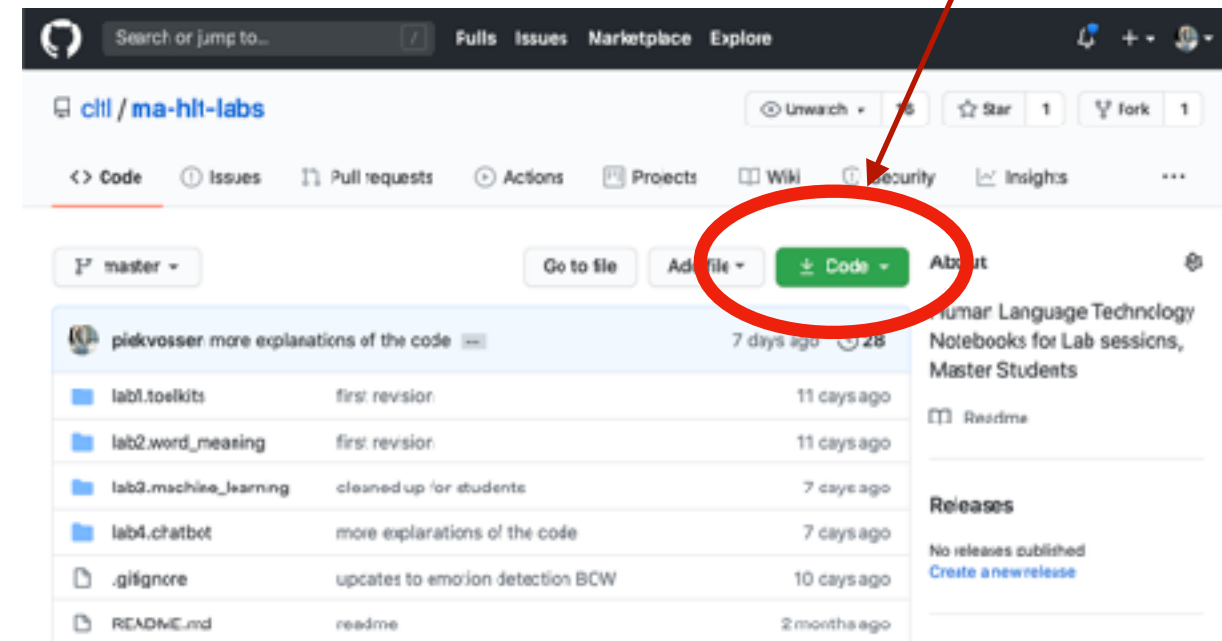 Search or jump to... / Pulls Issues Marketplace Explore
cltl / ma-hlt-labs Unwatch Star 1 Fork 1
<> Code Issues Pull requests Actions Projects Wiki Security Insights ...
master Go to file Add file Code About
Human Language Technology
Notebooks for Lab sessions,
Master Students
piekvossen more explanations of the code ... 7 days ago 28
lab1.toolkits first revision 11 days ago
Readme
lab2.word_meaning first revision 11 days ago
lab3.machine_learning cleaned up for students 7 days ago
Releases
lab4.chatbot more explanations of the code 7 days ago
No releases published
Create a new release
.gitignore updates to emotion detection BCW 10 days ago
README.md readme 2 months ago